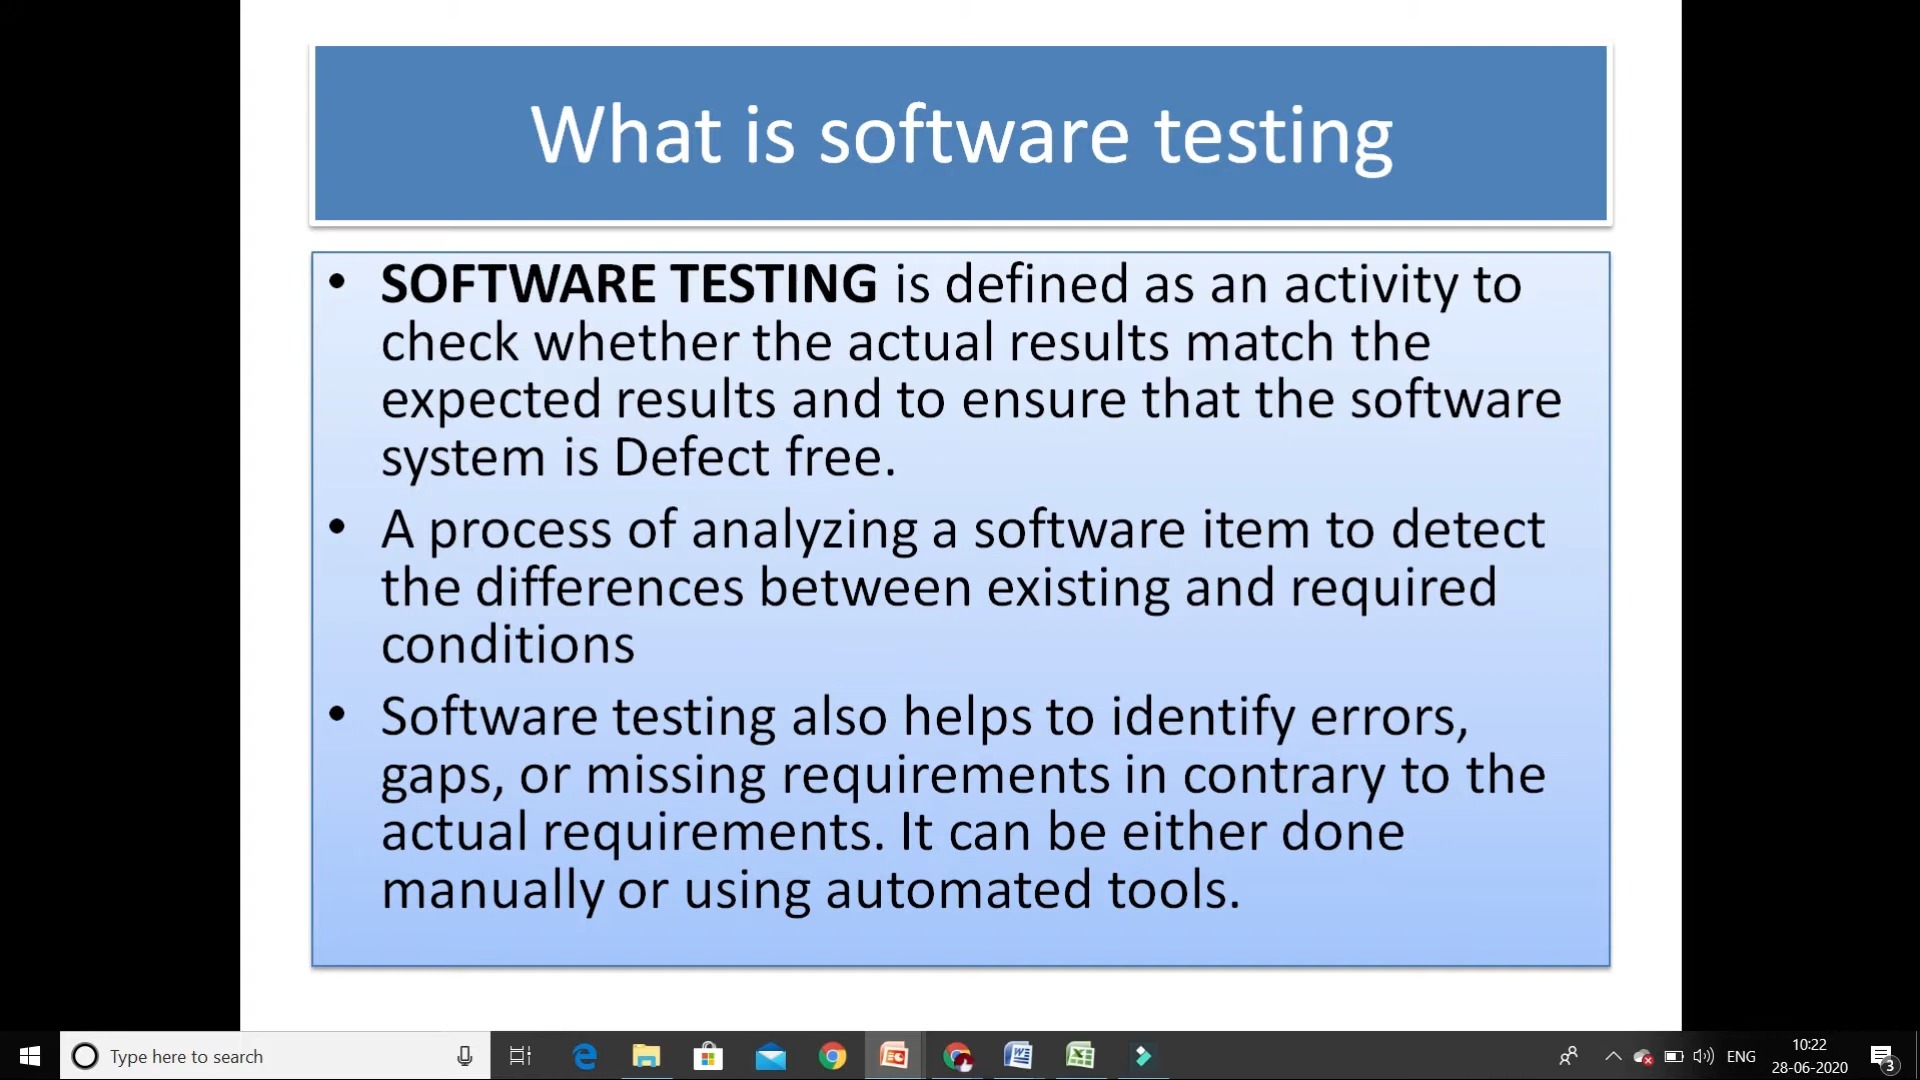 What is software testing
• SOFTWARE TESTING is defined as an activity to
check whether the actual results match the
expected results and to ensure that the software
system is Defect free.
• A process of analyzing a software item to detect
the differences between existing and required
conditions
• Software testing also helps to identify errors,
gaps, or missing requirements in contrary to the
actual requirements. It can be either done
manually or using automated tools.
Type here to search
ENG
10:22
28-06-2020
3